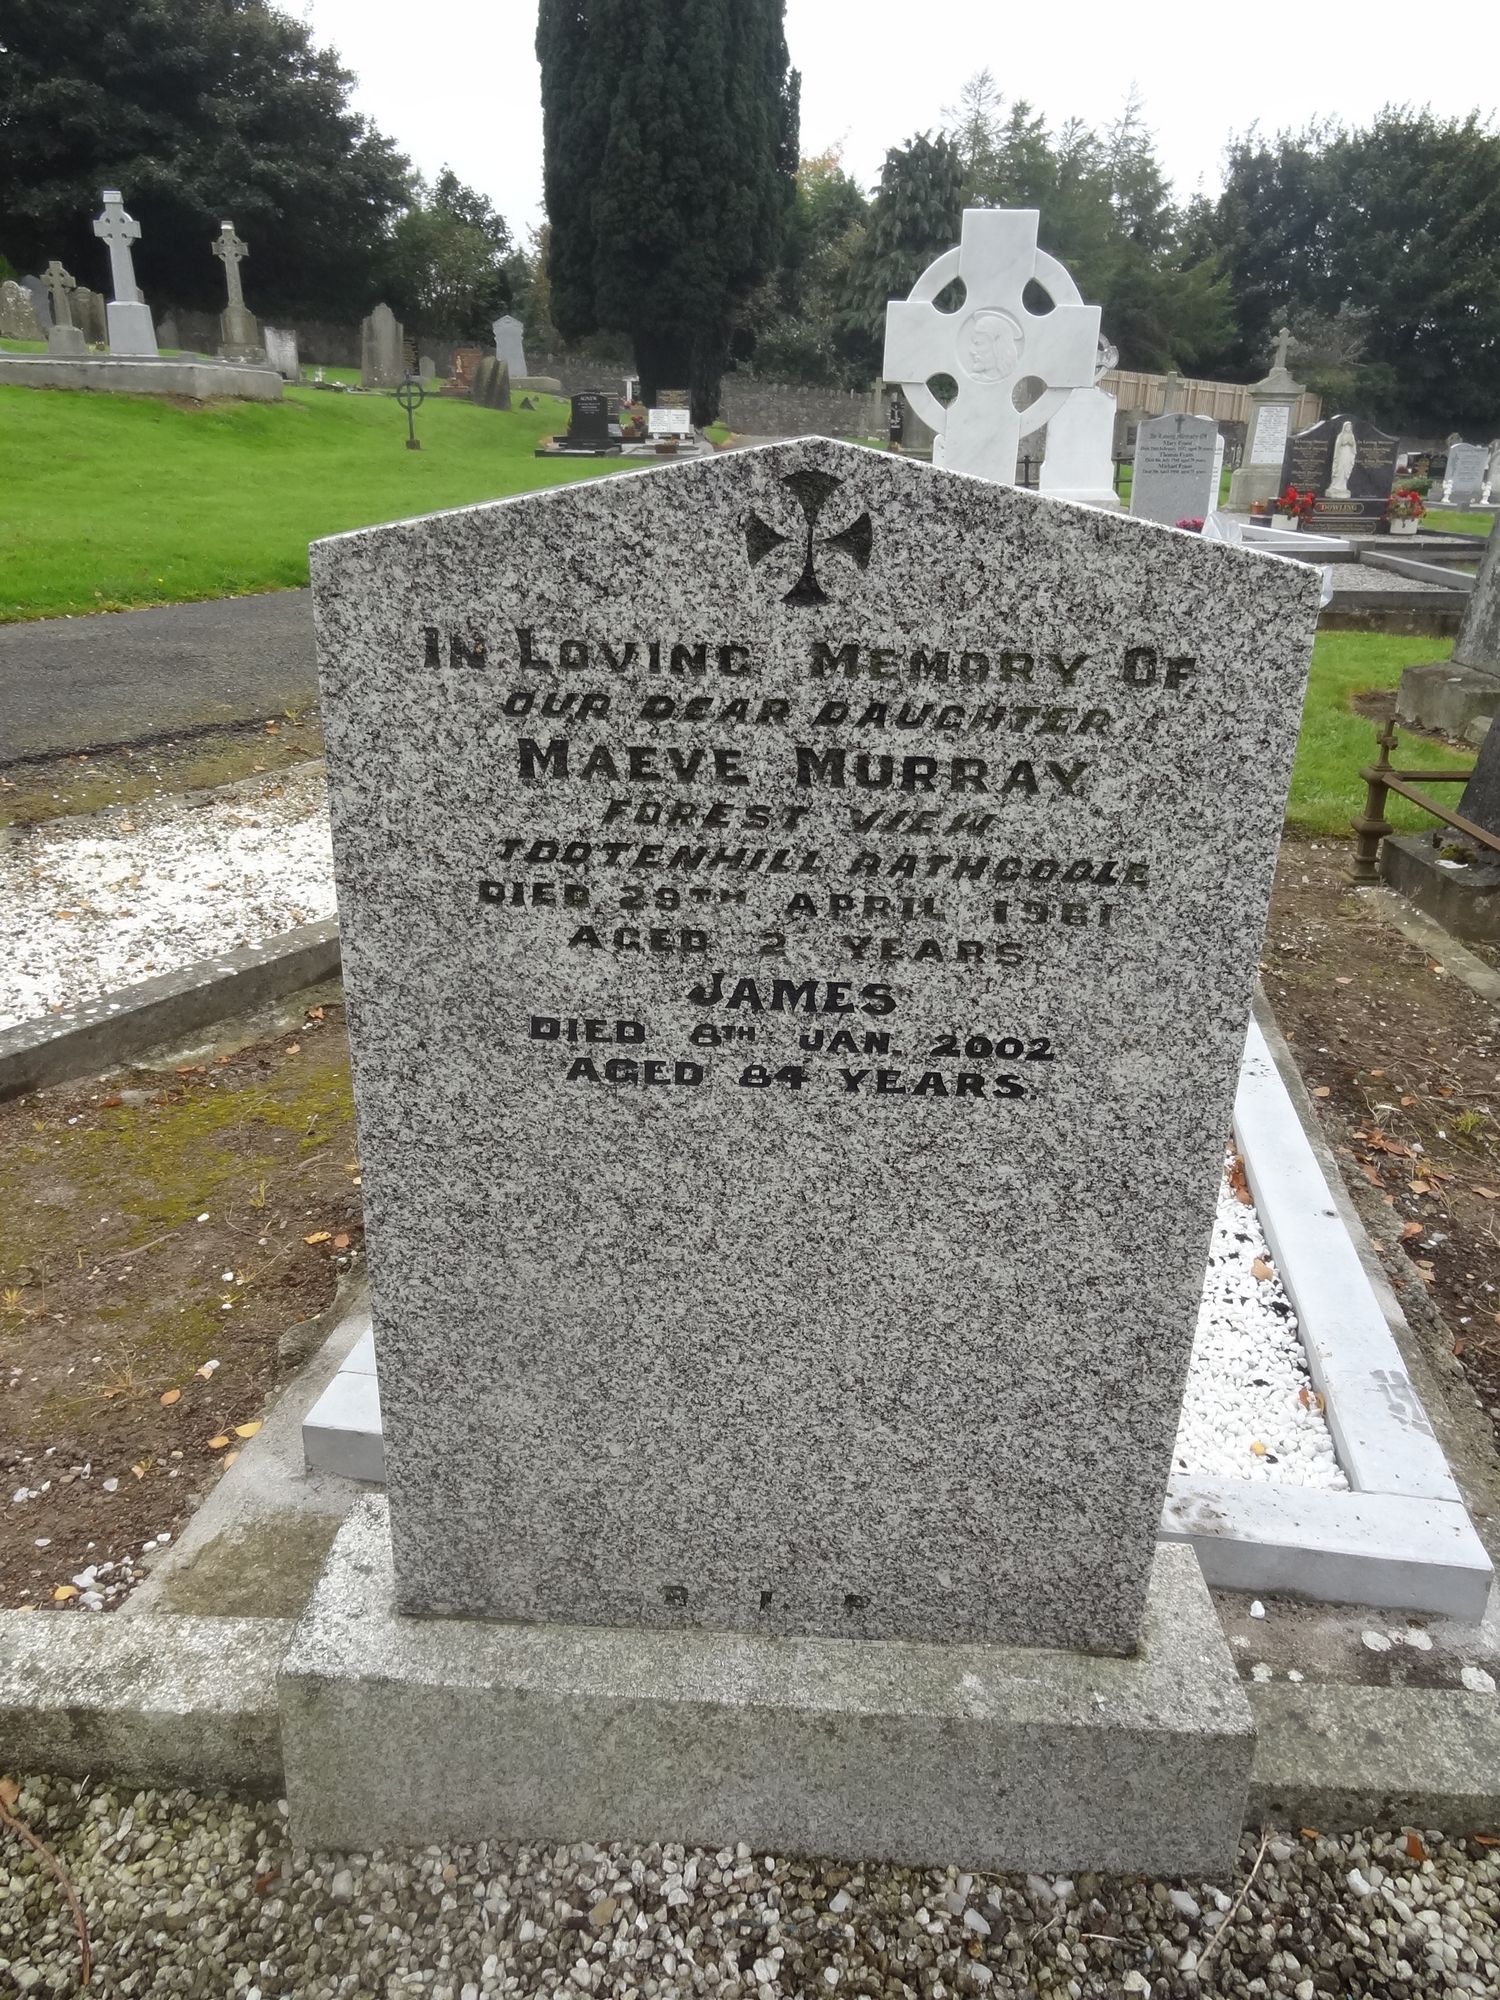 IN LOVING MEMORY OF
OUR DEAR DAUGHTER
MAEVE MURRAY
FOREST VIEW
TOOTENHILL RATHCOOLE
DIED 29TH APRIL 1961
AGED 2 YEARS
JAMES
DIED 8TH JAN. 2002
AGED 84 YEARS.
R I P
DOWLING